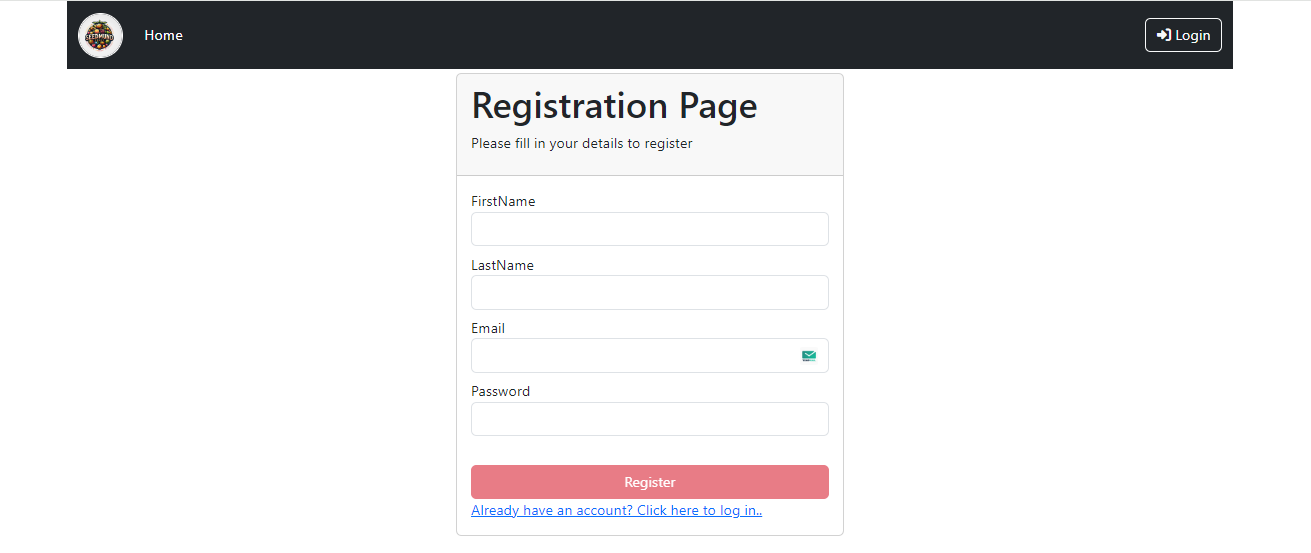 SEEDMUNG
Home
Login
Registration Page
Please fill in your details to register
FirstName
LastName
Email
Password
Register
Already have an account? Click here to log in..